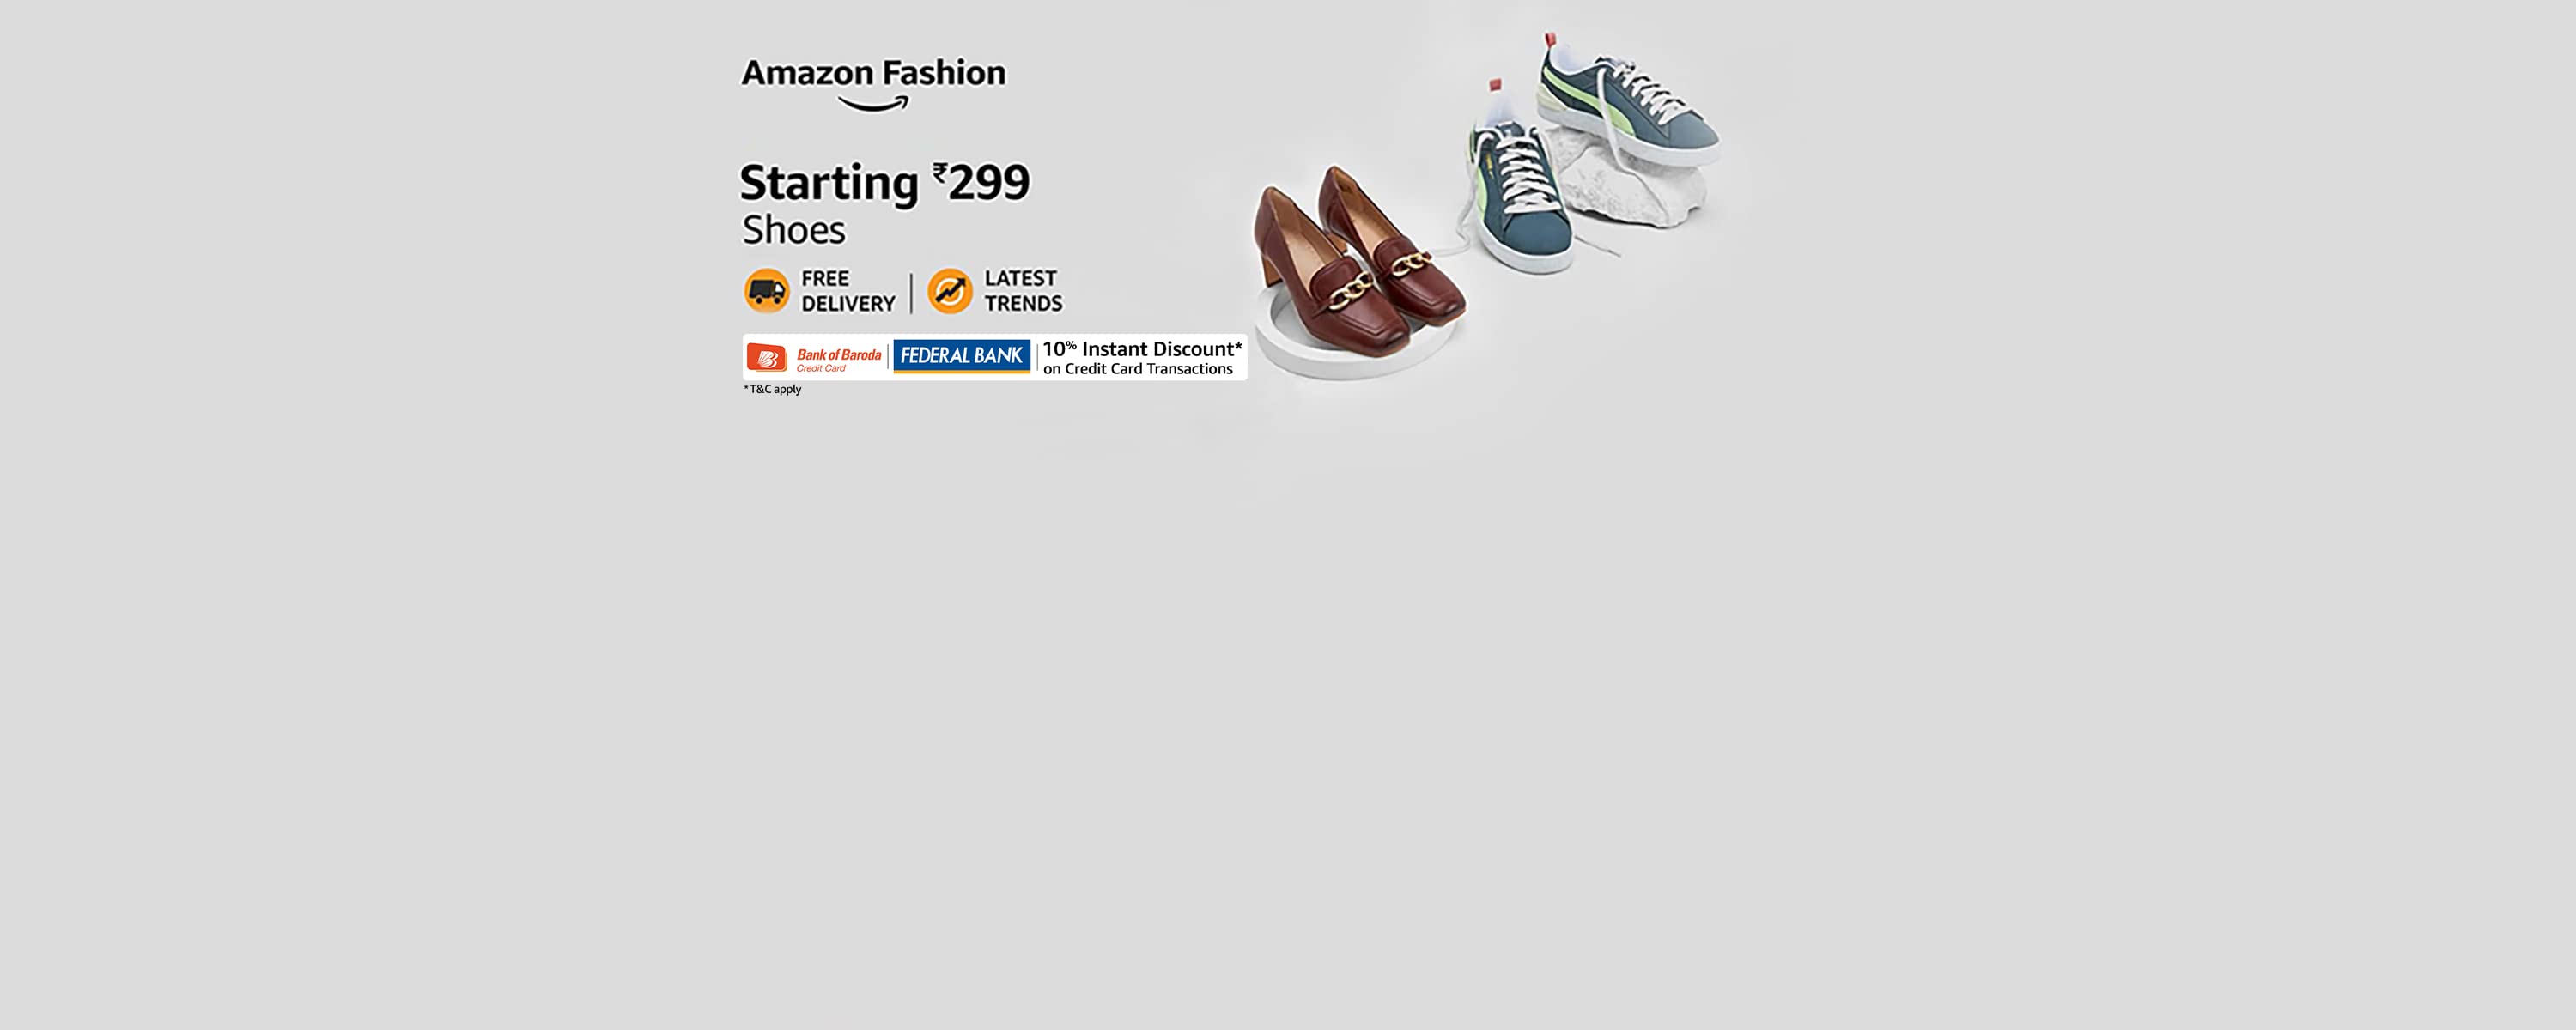 Amazon Fashion
Starting ₹299
Shoes
FREE
DELIVERY
LATEST
TRENDS
Bank of Baroda
Credit Card
FEDERAL BANK
10% Instant Discount*
on Credit Card Transactions
*T&C apply